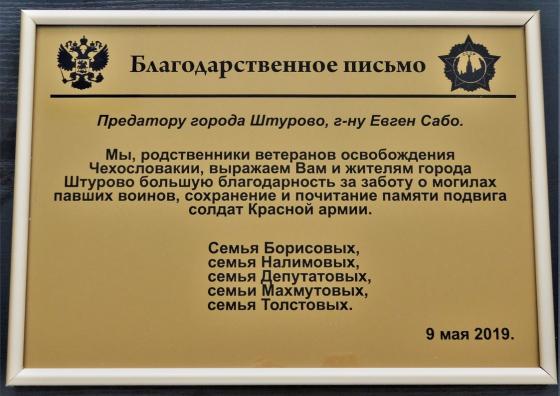 Благодарственное письмо
Предатору города Штурово, г-ну Евген Сабо.
Мы, родственники ветеранов освобождения
Чехословакии, выражаем Вам и жителям города
Штурово большую благодарность за заботу о могилах
павших воинов, сохранение и почитание памяти подвига
солдат Красной армии.
Семья Борисовых,
семья Налимовых,
семья Депутатовых,
семьи Махмутовых,
семья Толстовых.
9 мая 2019.